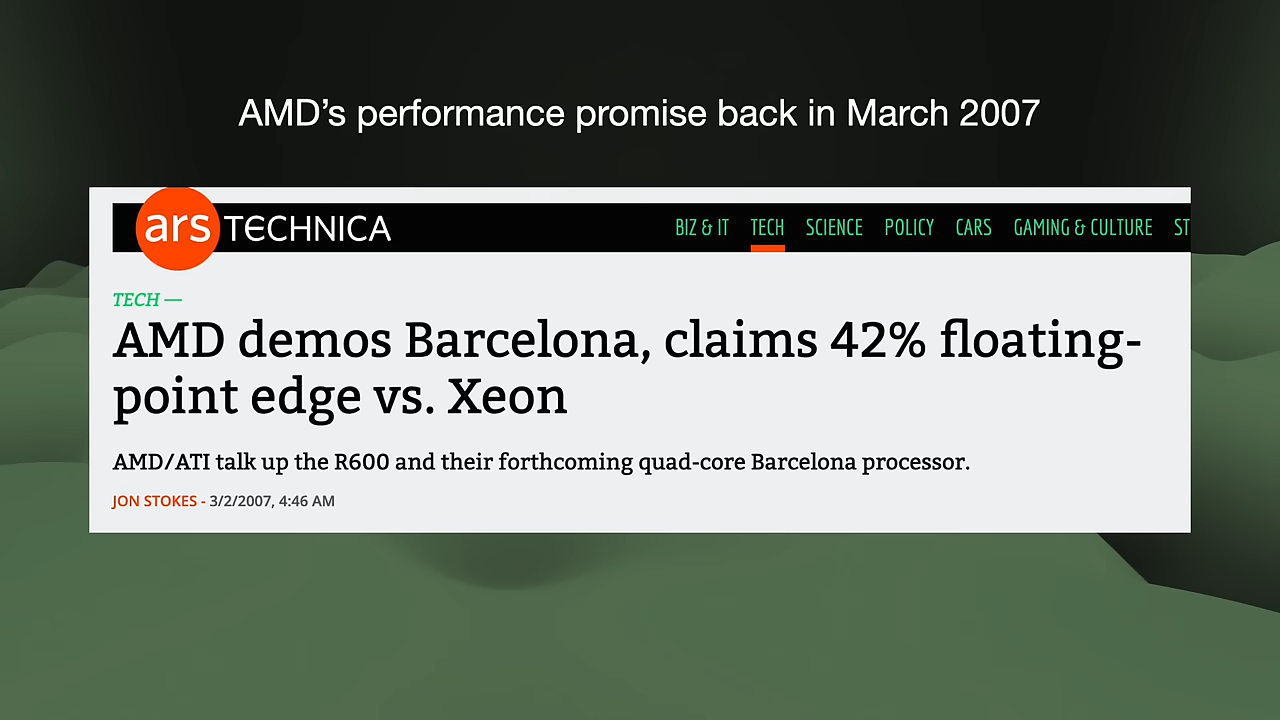 AMD’s performance promise back in March 2007
ars TECHNICA
BIZ & IT TECH SCIENCE POLICY CARS GAMING & CULTURE ST
TECH —
AMD demos Barcelona, claims 42% floating-
point edge vs. Xeon
AMD/ATI talk up the R600 and their forthcoming quad-core Barcelona processor.
JON STOKES - 3/2/2007, 4:46 AM